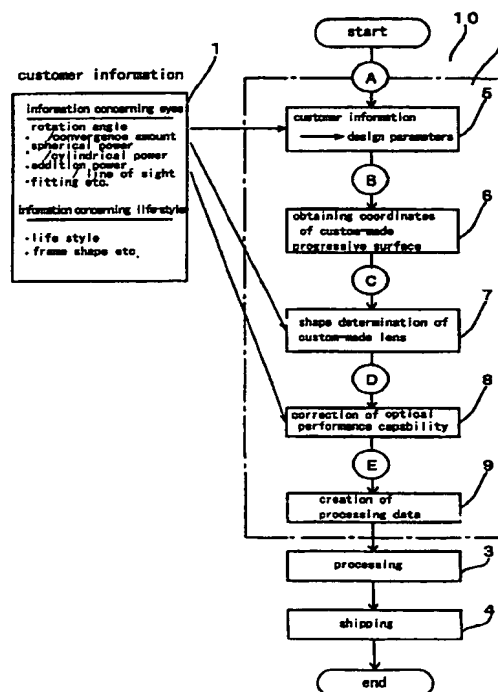 1
start
10
customer information
A
information concerning eyes
rotation angle
/convergence amount
spherical power
/cylindrical power
addition power
/line of sight
fitting etc.
information concerning life-style
life style
frame shape etc.
customer information
design parameters
5
B
obtaining coordinates
of custom-made
progressive surface
6
C
shape determination of
custom-made lens
7
D
correction of optical
performance capability
8
E
creation of
processing data
9
processing
3
shipping
4
end